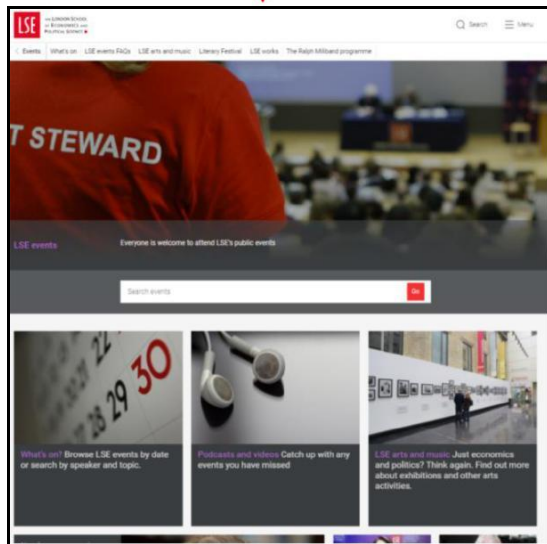 LSE
THE LONDON SCHOOL
OF ECONOMICS AND
POLITICAL SCIENCE
Search
Menu
Events
What's on
LSE events FAQs
LSE arts and music
Literary Festival
LSE works
The Ralph Miliband programme
T STEWARD
LSE events
Everyone is welcome to attend LSE's public events
Search events
Go
22
29
30
28
What's on? Browse LSE events by date
or search by speaker and topic.
Podcasts and videos Catch up with any
events you have missed
LSE arts and music Just economics
and politics? Think again. Find out more
about exhibitions and other arts
activities.